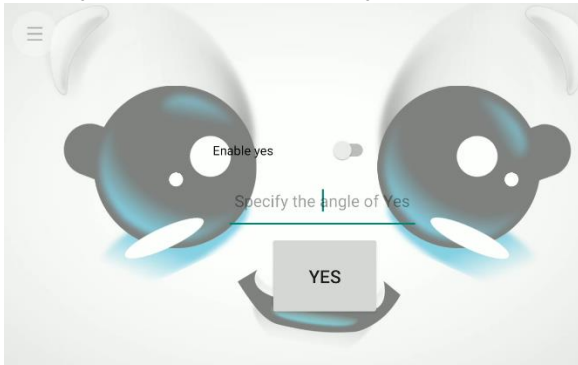 Enable yes
Specify the angle of Yes
YES